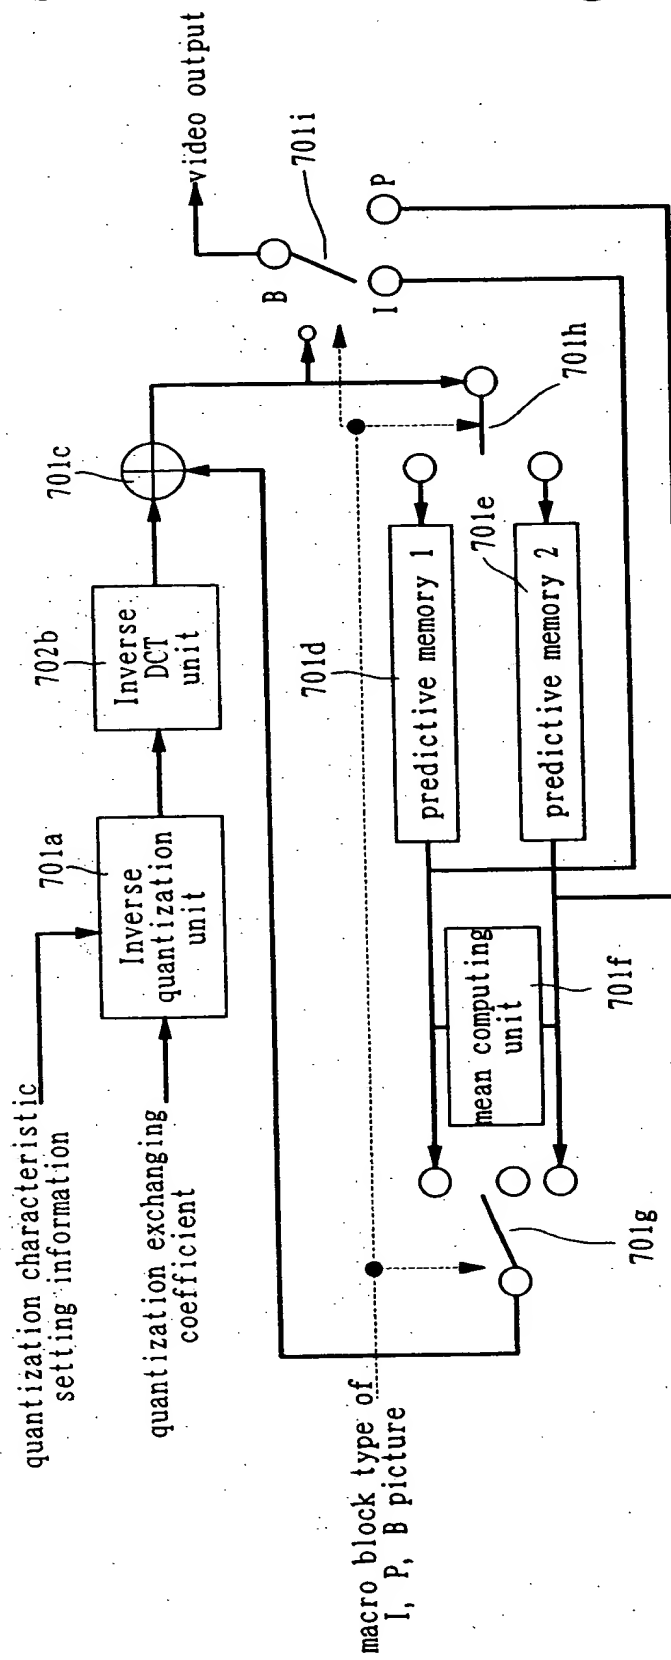 quantization characteristic
setting information
quantization exchanging
coefficient
701a
Inverse
quantization
unit
702b
Inverse
DCT
unit
701c
video output
B
701i
I
P
701h
701d
predictive memory 1
701e
predictive memory 2
mean computing
unit
701f
701g
macro block type of
I, P, B picture